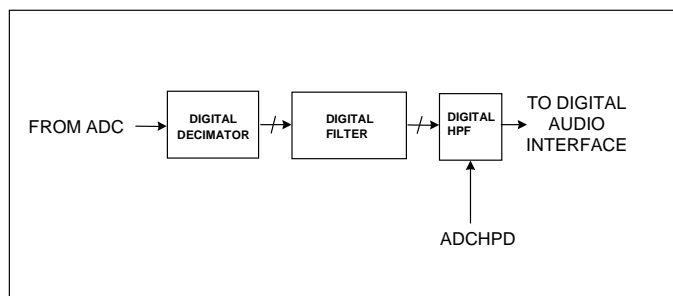 FROM ADC
DIGITAL
DECIMATOR
DIGITAL
FILTER
DIGITAL
HPF
TO DIGITAL
AUDIO
INTERFACE
ADCHPD